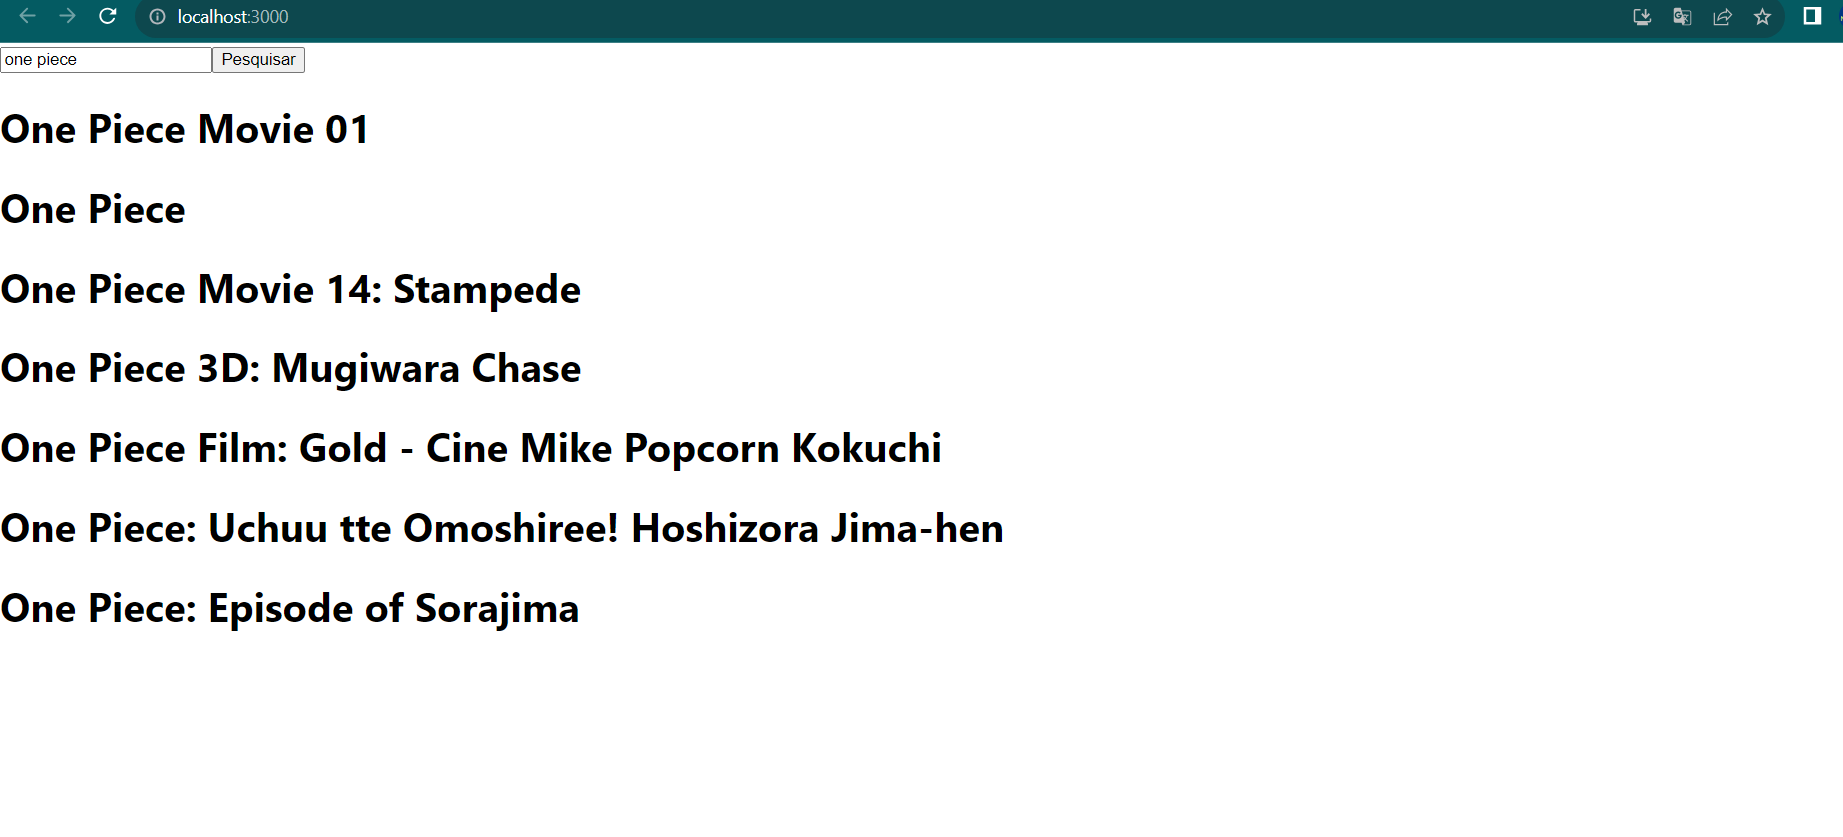 localhost:3000
one piece Pesquisar
One Piece Movie 01
One Piece
One Piece Movie 14: Stampede
One Piece 3D: Mugiwara Chase
One Piece Film: Gold - Cine Mike Popcorn Kokuchi
One Piece: Uchuu tte Omoshiree! Hoshizora Jima-hen
One Piece: Episode of Sorajima